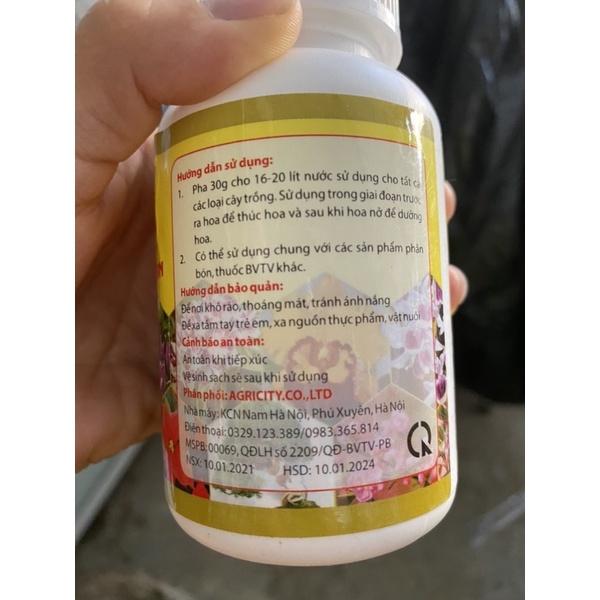 Hướng dẫn sử dụng:
1. Pha 30g cho 16-20 lít nước sử dụng cho tất cả
các loại cây trồng. Sử dụng trong giai đoạn trước
ra hoa để thúc hoa và sau khi hoa nở để dưỡng
hoa.
2. Có thể sử dụng chung với các sản phẩm phân
bón, thuốc BVTV khác.
Hướng dẫn bảo quản:
Để nơi khô ráo, thoáng mát, tránh ánh nắng
Để xa tầm tay trẻ em, xa nguồn thực phẩm, vật nuôi
Cảnh báo an toàn:
An toàn khi tiếp xúc
Vệ sinh sạch sẽ sau khi sử dụng
Phân phối: AGRICITY.CO.,LTD
Nhà máy: KCN Nam Hà Nội, Phú Xuyên, Hà Nội
Điện thoại: 0329.123.389/0983.365.814
MSPB: 00069, QĐLH số 2209/QĐ-BVTV-PB
NSX: 10.01.2021 HSD: 10.01.2024